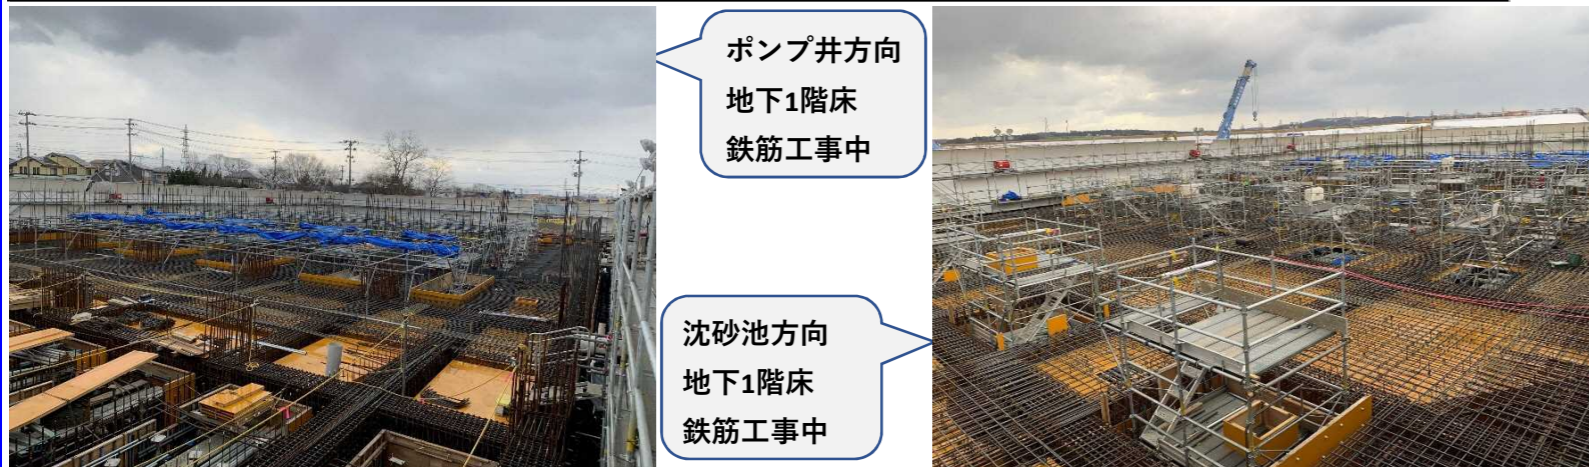 ポンプ井方向
地下1階床
鉄筋工事中
沈砂池方向
地下1階床
鉄筋工事中